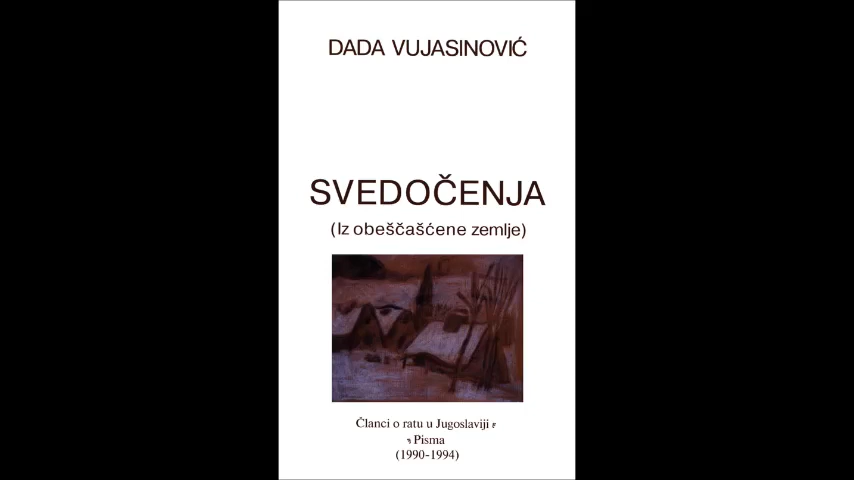 DADA VUJASINOVIĆ
SVEDOČENJA
(Iz obeščašćene zemlje)
Članci o ratu u Jugoslaviji
Pisma
(1990-1994)